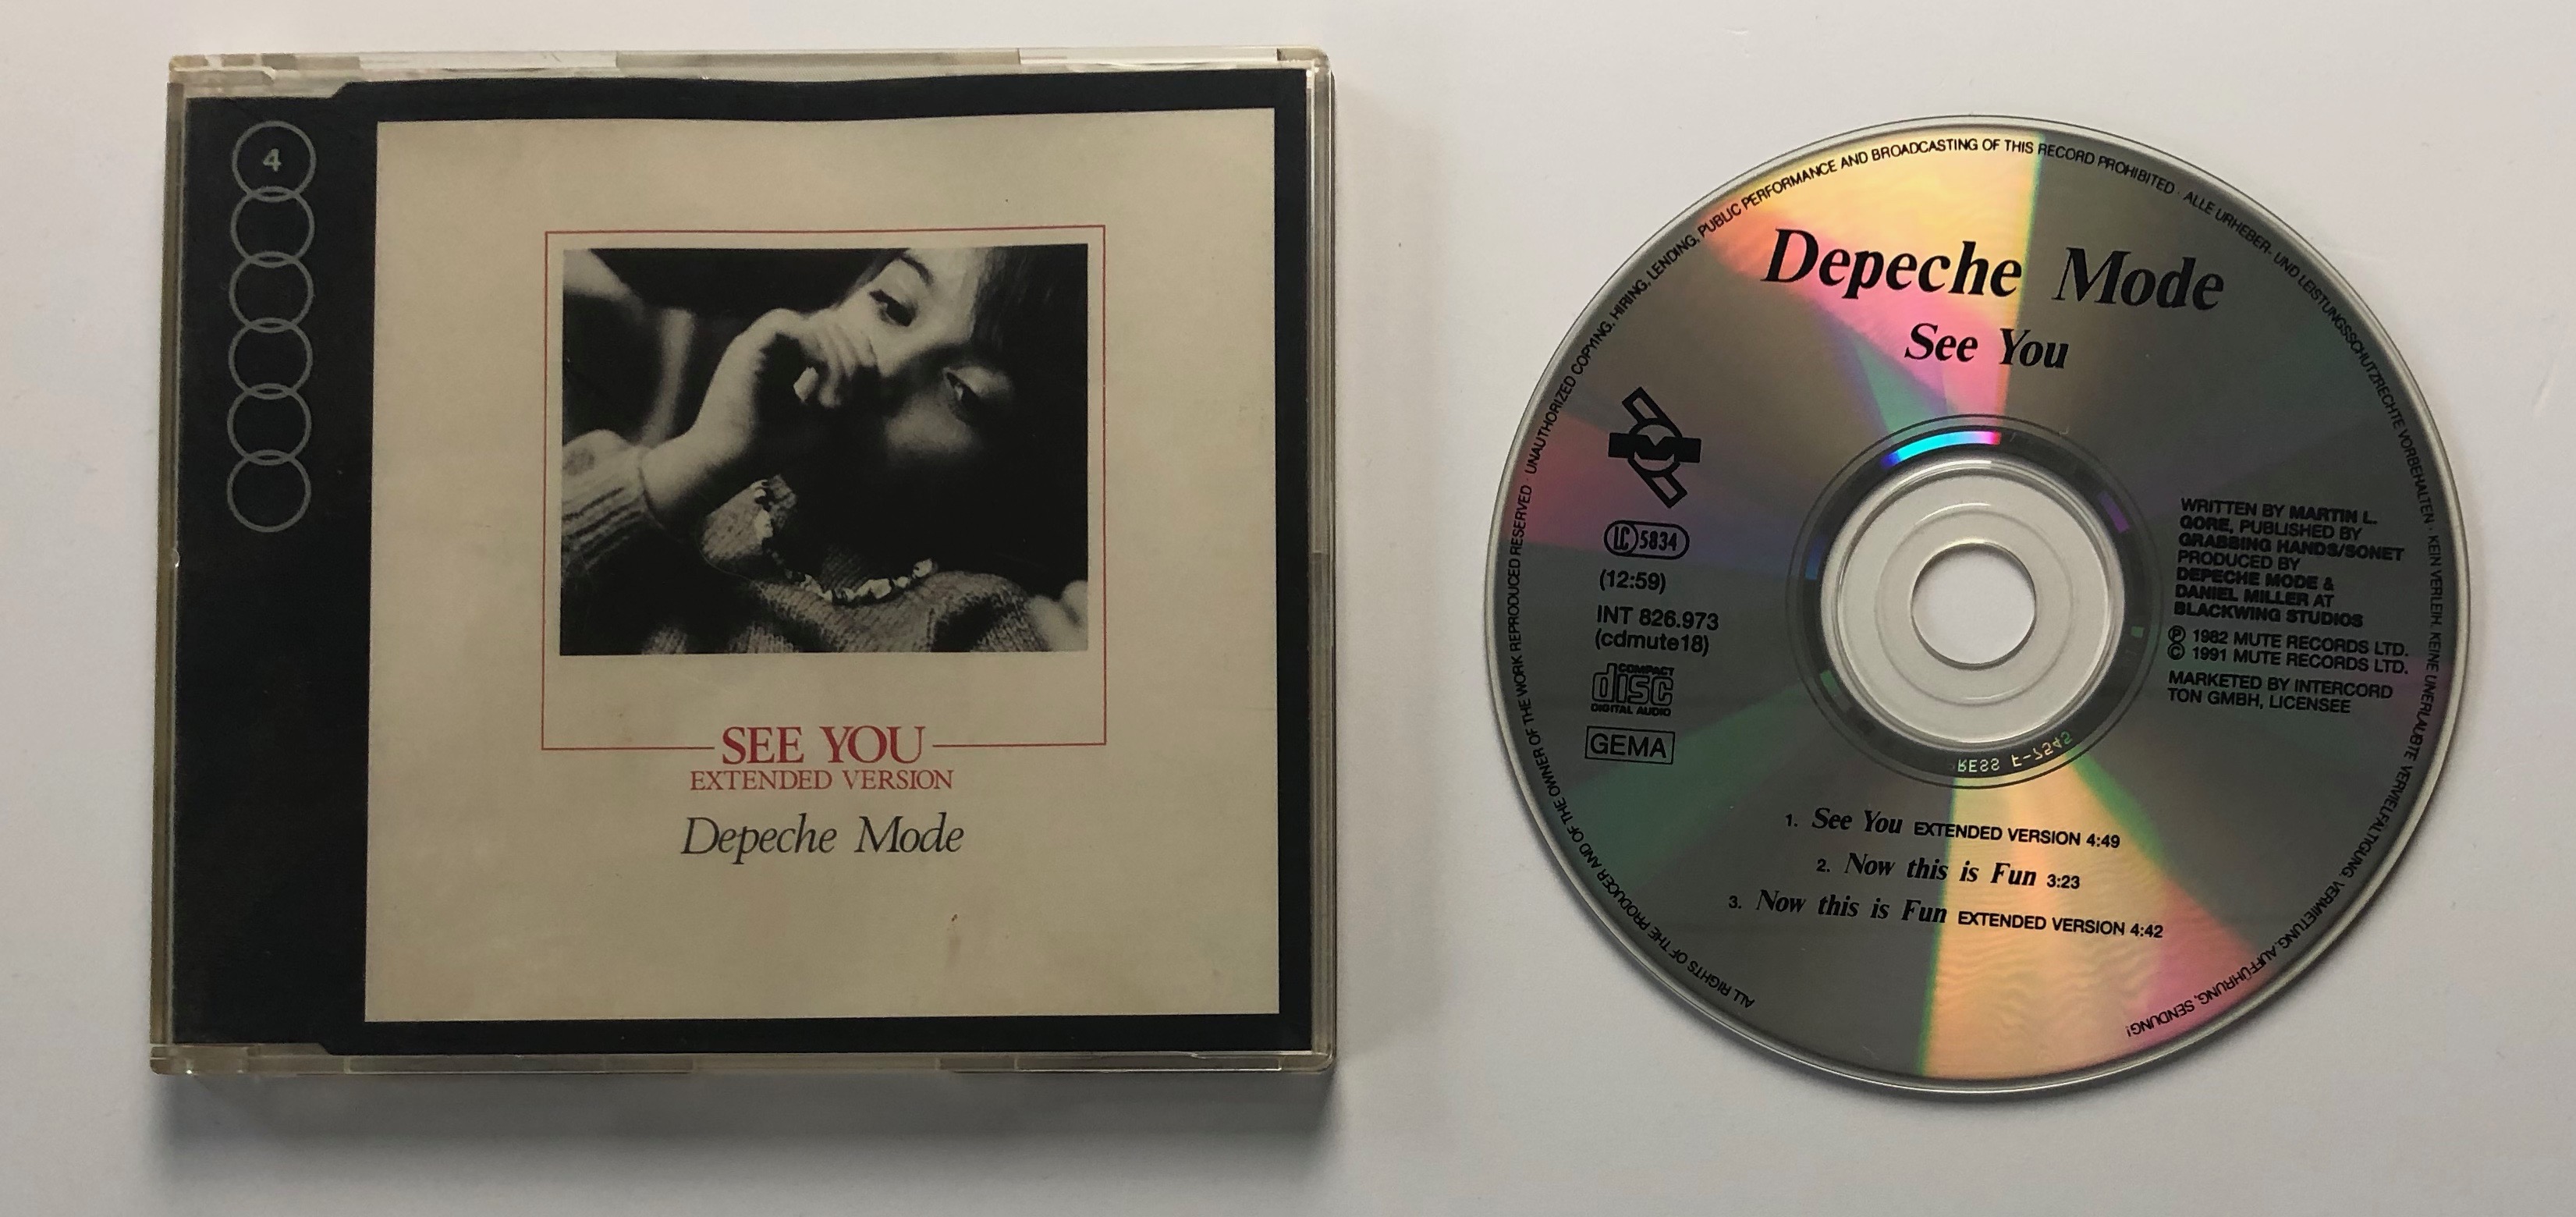 4
SEE YOU
EXTENDED VERSION
Depeche Mode
ALL RIGHTS OF THE PRODUCER AND OF THE OWNER OF THE WORK REPRODUCED RESERVED · UNAUTHORIZED COPYING, HIRING, LENDING, PUBLIC PERFORMANCE AND BROADCASTING OF THIS RECORD PROHIBITED · ALLE URHEBER- UND LEISTUNGSSCHUTZRECHTE VORBEHALTEN · KEIN VERLEIH, KEINE UNERLAUBTE VERVIELFÄLTIGUNG, VERMIETUNG, AUFFÜHRUNG, SENDUNG!
Depeche Mode
See You
LC 5834
(12:59)
INT 826.973
(cdmute18)
COMPACT
disc
DIGITAL AUDIO
GEMA
WRITTEN BY MARTIN L.
GORE, PUBLISHED BY
GRABBING HANDS/SONET
PRODUCED BY
DEPECHE MODE &
DANIEL MILLER AT
BLACKWING STUDIOS
Ⓟ 1982 MUTE RECORDS LTD.
© 1991 MUTE RECORDS LTD.
MARKETED BY INTERCORD
TON GMBH, LICENSEE
1. See You EXTENDED VERSION 4:49
2. Now this is Fun 3:23
3. Now this is Fun EXTENDED VERSION 4:42